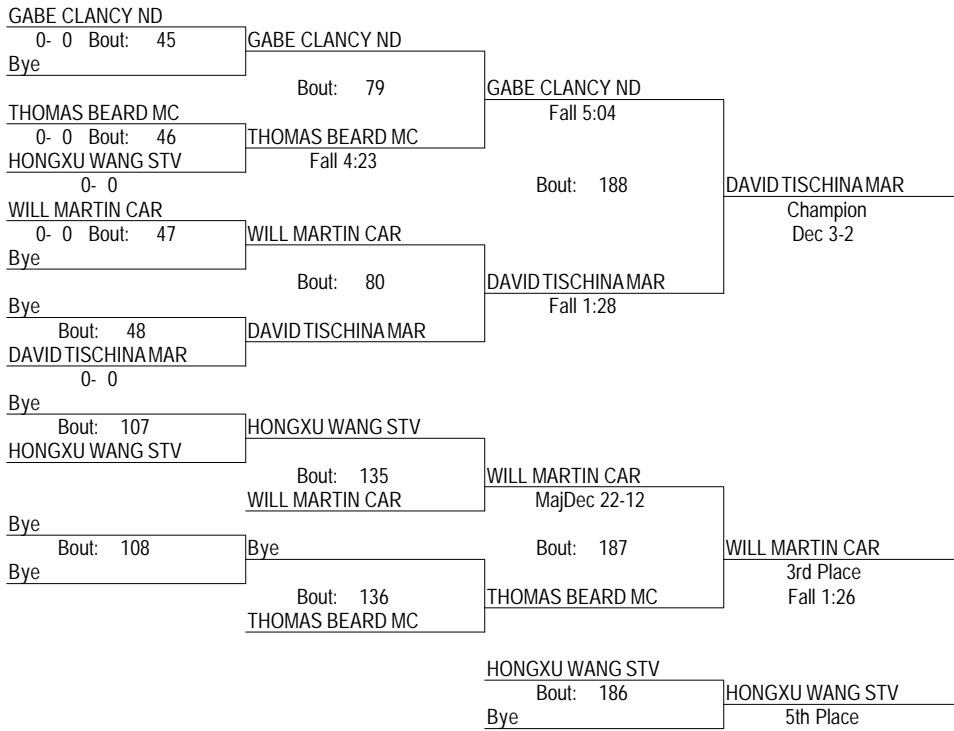 GABE CLANCY ND
0- 0 Bout: 45
GABE CLANCY ND
Bye
Bout: 79
GABE CLANCY ND
THOMAS BEARD MC
Fall 5:04
0- 0 Bout: 46
THOMAS BEARD MC
HONGXU WANG STV
Fall 4:23
0- 0
Bout: 188
DAVID TISCHINA MAR
WILL MARTIN CAR
Champion
0- 0 Bout: 47
WILL MARTIN CAR
Dec 3-2
Bye
Bout: 80
DAVID TISCHINA MAR
Bye
Fall 1:28
Bout: 48
DAVID TISCHINA MAR
DAVID TISCHINA MAR
0- 0
Bye
Bout: 107
HONGXU WANG STV
HONGXU WANG STV
Bout: 135
WILL MARTIN CAR
WILL MARTIN CAR
MajDec 22-12
Bye
Bout: 108
Bye
Bout: 187
WILL MARTIN CAR
Bye
3rd Place
Bout: 136
THOMAS BEARD MC
Fall 1:26
THOMAS BEARD MC
HONGXU WANG STV
Bout: 186
HONGXU WANG STV
Bye
5th Place